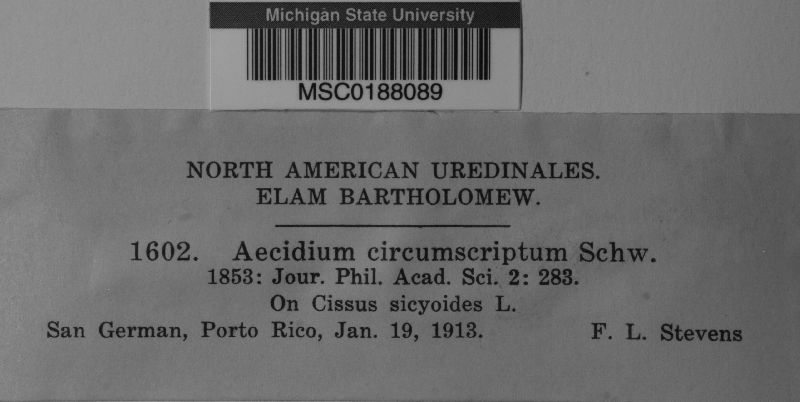 Michigan State University
MSC0188089
NORTH AMERICAN UREDINALES.
ELAM BARTHOLOMEW.
1602. Aecidium circumscriptum Schw.
1853: Jour. Phil. Acad. Sci. 2: 283.
On Cissus sicyoides L.
San German, Porto Rico, Jan. 19, 1913. F. L. Stevens